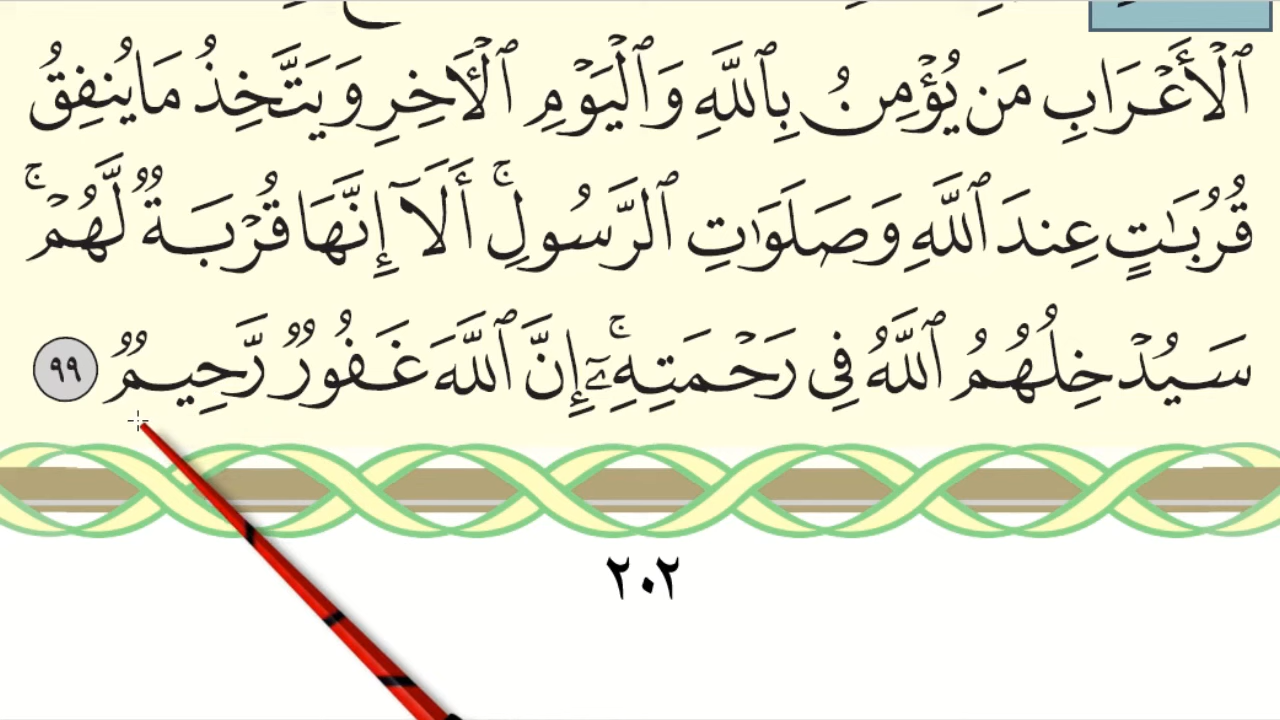 ٱلْأَعْرَابِ مَن يُؤْمِنُ بِٱللَّهِ وَٱلْيَوْمِ ٱلْأَخِرِ وَيَتَّخِذُ مَا يُنفِقُ
قُرُبَٰتٍ عِندَ ٱللَّهِ وَصَلَوَٰتِ ٱلرَّسُولِ ۚ أَلَآ إِنَّهَا قُرْبَةٌ لَّهُمْ ۚ
سَيُدْخِلُهُمُ ٱللَّهُ فِى رَحْمَتِهِۦٓ ۚ إِنَّ ٱللَّهَ غَفُورٌ رَّحِيمٌ ٩٩
٢٠٢